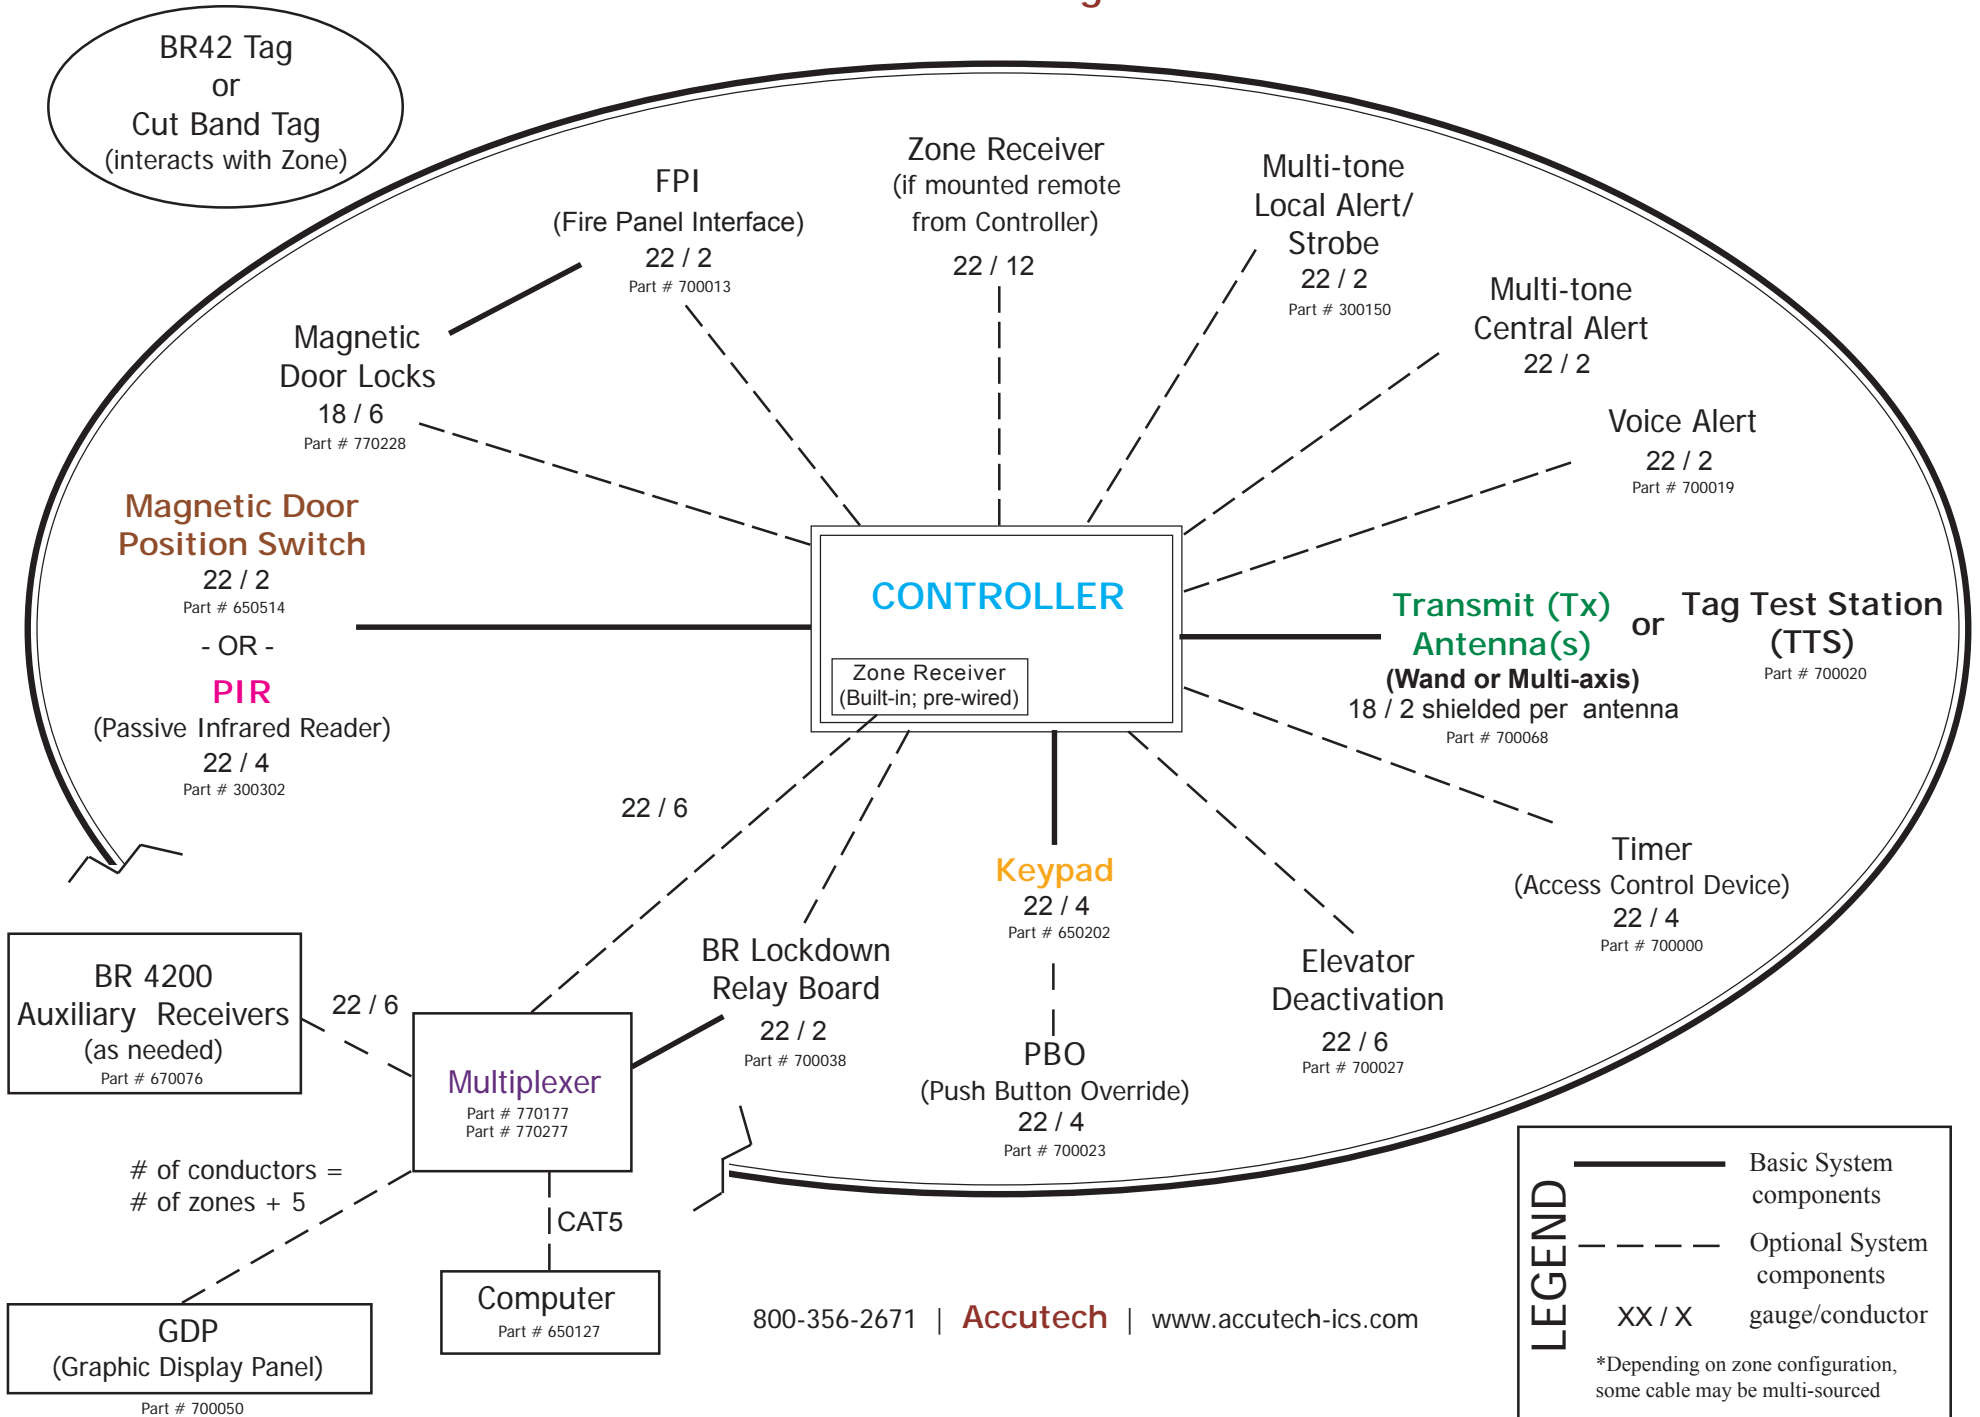 BR42 Tag
or
Cut Band Tag
(interacts with Zone)
FPI
(Fire Panel Interface)
22 / 2
Part # 700013
Zone Receiver
(if mounted remote
from Controller)
22 / 12
Multi-tone
Local Alert/
Strobe
22 / 2
Part # 300150
Multi-tone
Central Alert
22 / 2
Magnetic
Door Locks
18 / 6
Part # 770228
Voice Alert
22 / 2
Part # 700019
Magnetic Door
Position Switch
22 / 2
Part # 650514
- OR -
PIR
(Passive Infrared Reader)
22 / 4
Part # 300302
CONTROLLER
Zone Receiver
(Built-in; pre-wired)
Transmit (Tx)
Antenna(s)
(Wand or Multi-axis)
18 / 2 shielded per antenna
Part # 700068
or
Tag Test Station
(TTS)
Part # 700020
22 / 6
Keypad
22 / 4
Part # 650202
Timer
(Access Control Device)
22 / 4
Part # 700000
BR Lockdown
Relay Board
22 / 2
Part # 700038
Elevator
Deactivation
22 / 6
Part # 700027
PBO
(Push Button Override)
22 / 4
Part # 700023
BR 4200
Auxiliary Receivers
(as needed)
Part # 670076
22 / 6
Multiplexer
Part # 770177
Part # 770277
# of conductors =
# of zones + 5
CAT5
GDP
(Graphic Display Panel)
Part # 700050
Computer
Part # 650127
800-356-2671 | Accutech | www.accutech-ics.com
LEGEND
Basic System
components
Optional System
components
XX / X gauge/conductor
*Depending on zone configuration,
some cable may be multi-sourced